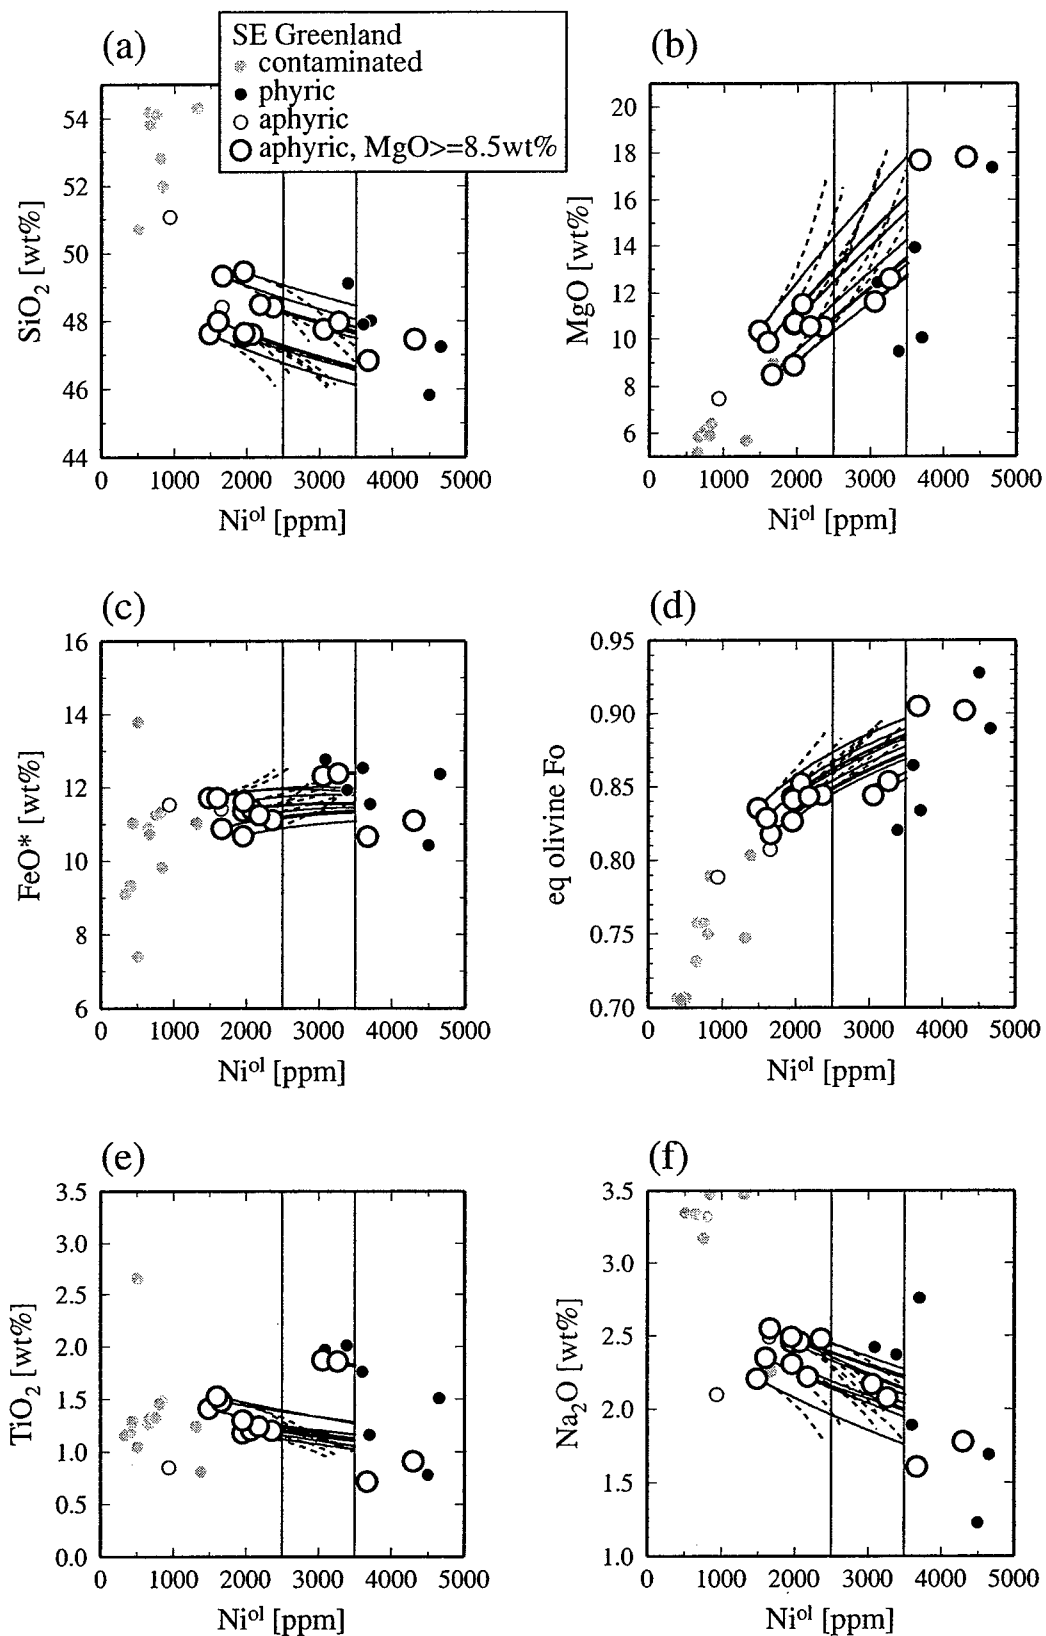 (a)
SE Greenland
contaminated
phyric
aphyric
aphyric, MgO>=8.5wt%
54
52
50
48
46
44
SiO2 [wt%]
0 1000 2000 3000 4000 5000
Ni^ol [ppm]
(b)
20
18
16
14
12
10
8
6
MgO [wt%]
0 1000 2000 3000 4000 5000
Ni^ol [ppm]
(c)
16
14
12
10
8
6
FeO* [wt%]
0 1000 2000 3000 4000 5000
Ni^ol [ppm]
(d)
0.95
0.90
0.85
0.80
0.75
0.70
eq olivine Fo
0 1000 2000 3000 4000 5000
Ni^ol [ppm]
(e)
3.5
3.0
2.5
2.0
1.5
1.0
0.5
0.0
TiO2 [wt%]
0 1000 2000 3000 4000 5000
Ni^ol [ppm]
(f)
3.5
3.0
2.5
2.0
1.5
1.0
Na2O [wt%]
0 1000 2000 3000 4000 5000
Ni^ol [ppm]